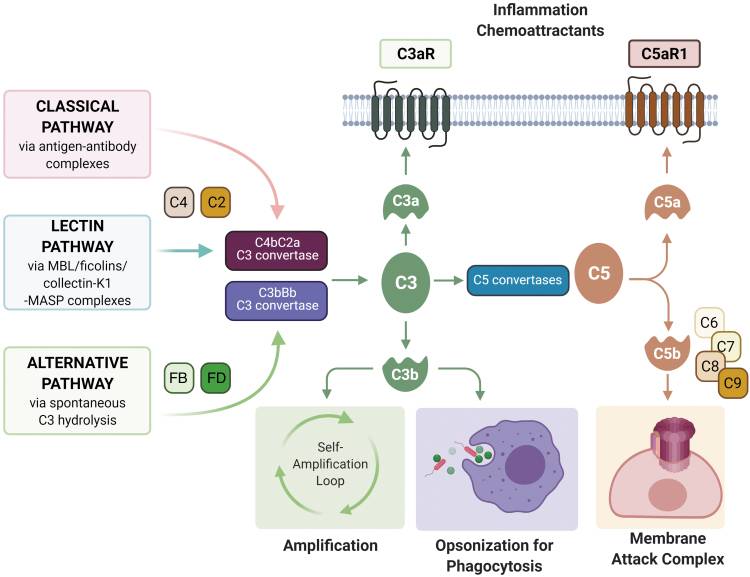 Inflammation
Chemoattractants
C3aR
C5aR1
CLASSICAL
PATHWAY
via antigen-antibody
complexes
C4
C2
LECTIN
PATHWAY
via MBL/ficolins/
collectin-K1
-MASP complexes
C4bC2a
C3 convertase
C3bBb
C3 convertase
C3a
C3
C5 convertases
C5
C5a
ALTERNATIVE
PATHWAY
via spontaneous
C3 hydrolysis
FB
FD
C3b
C5b
C6
C7
C8
C9
Self-
Amplification
Loop
Amplification
Opsonization for
Phagocytosis
Membrane
Attack Complex